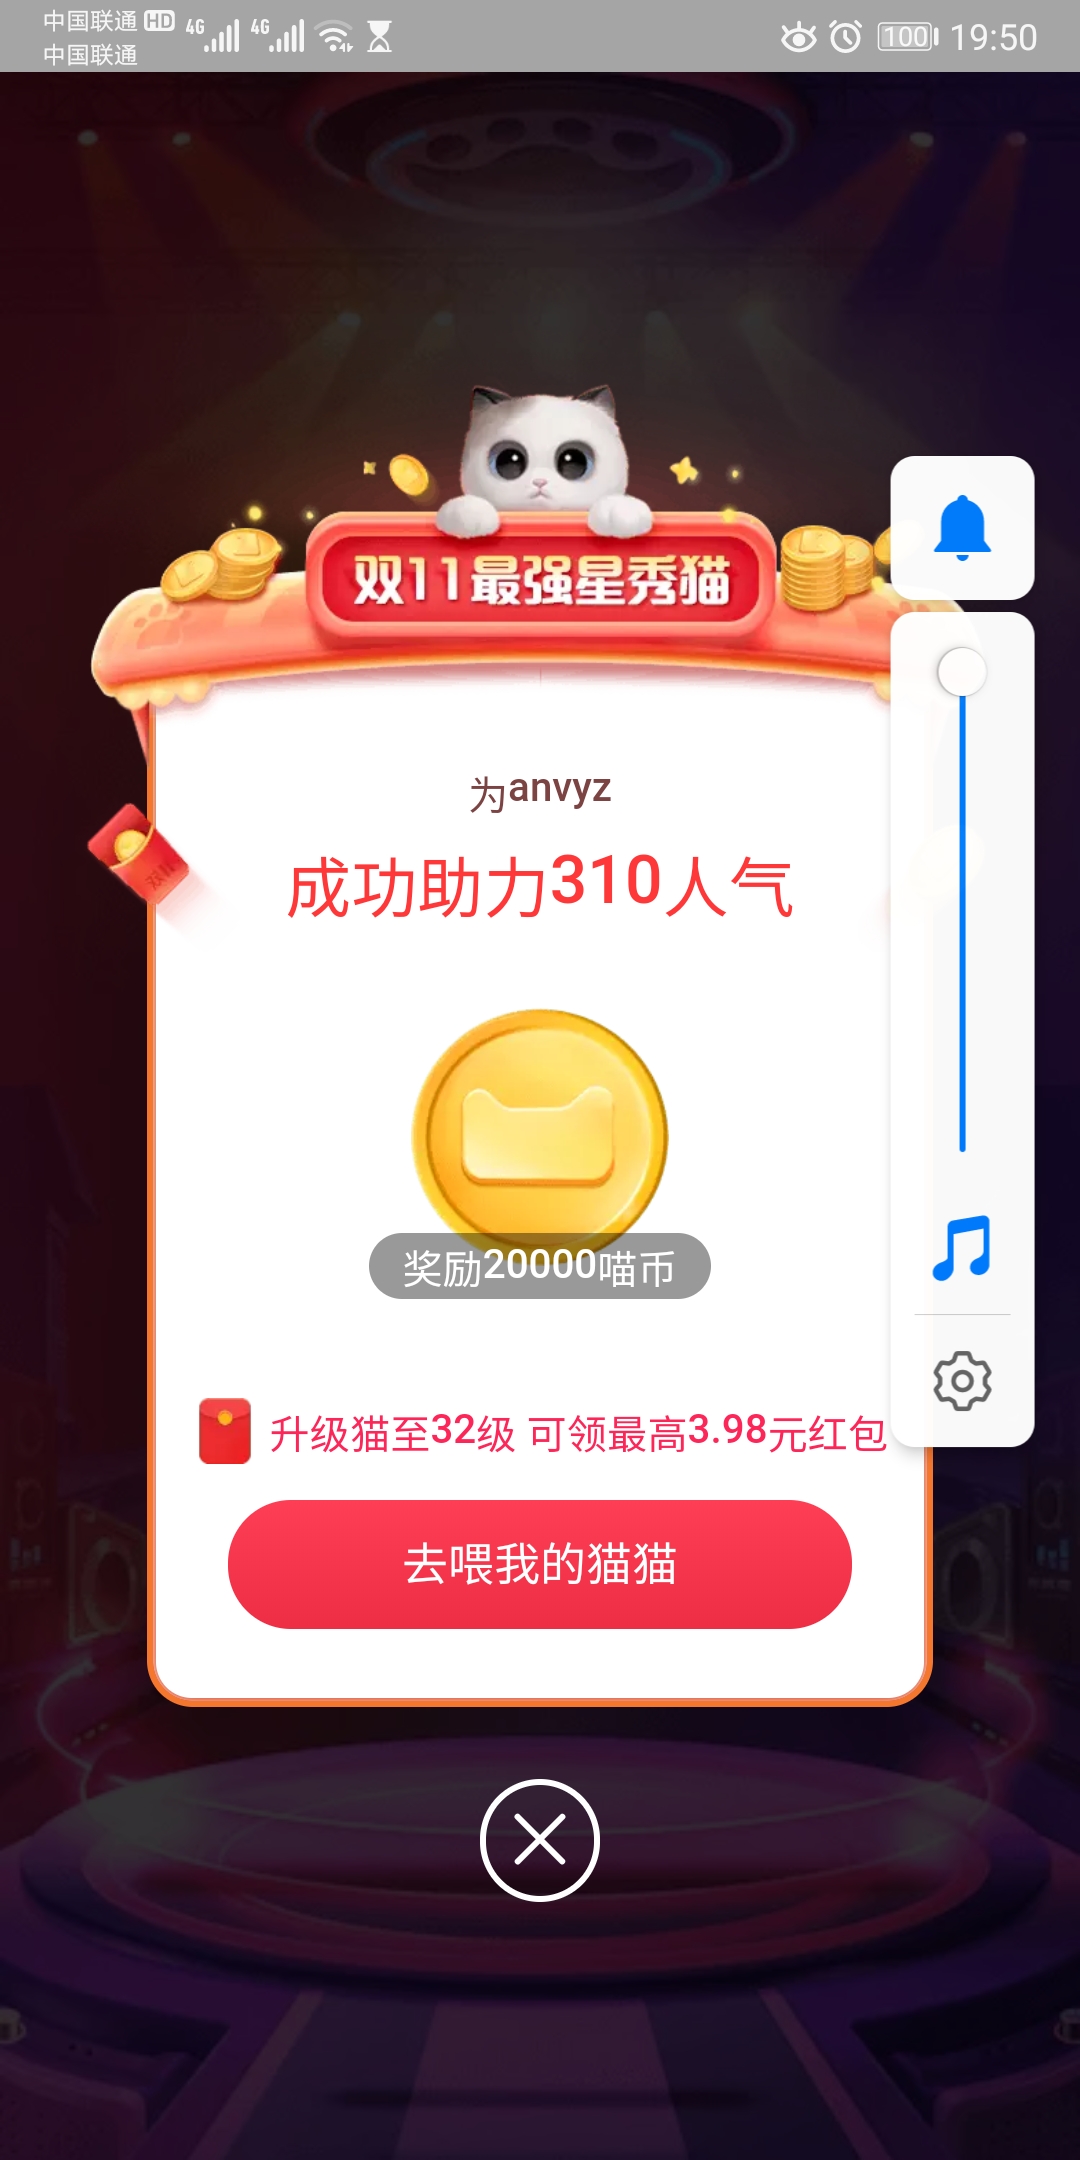 中国联通 HD 4G 4G 100 19:50
中国联通
双11最强星秀猫
为anvyz
成功助力310人气
双11
奖励20000喵币
升级猫至32级 可领最高3.98元红包
去喂我的猫猫